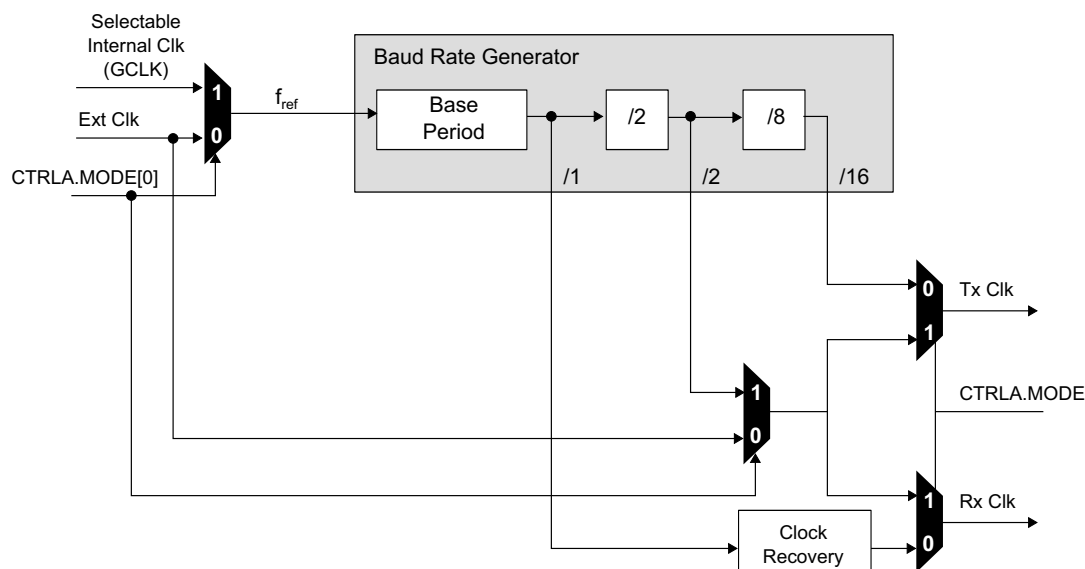 Selectable
Internal Clk
(GCLK)
Ext Clk
CTRLA.MODE[0]
1
0
fref
Baud Rate Generator
Base
Period
/2
/8
/1
/2
/16
0
1
Tx Clk
CTRLA.MODE
1
0
1
0
Rx Clk
Clock
Recovery